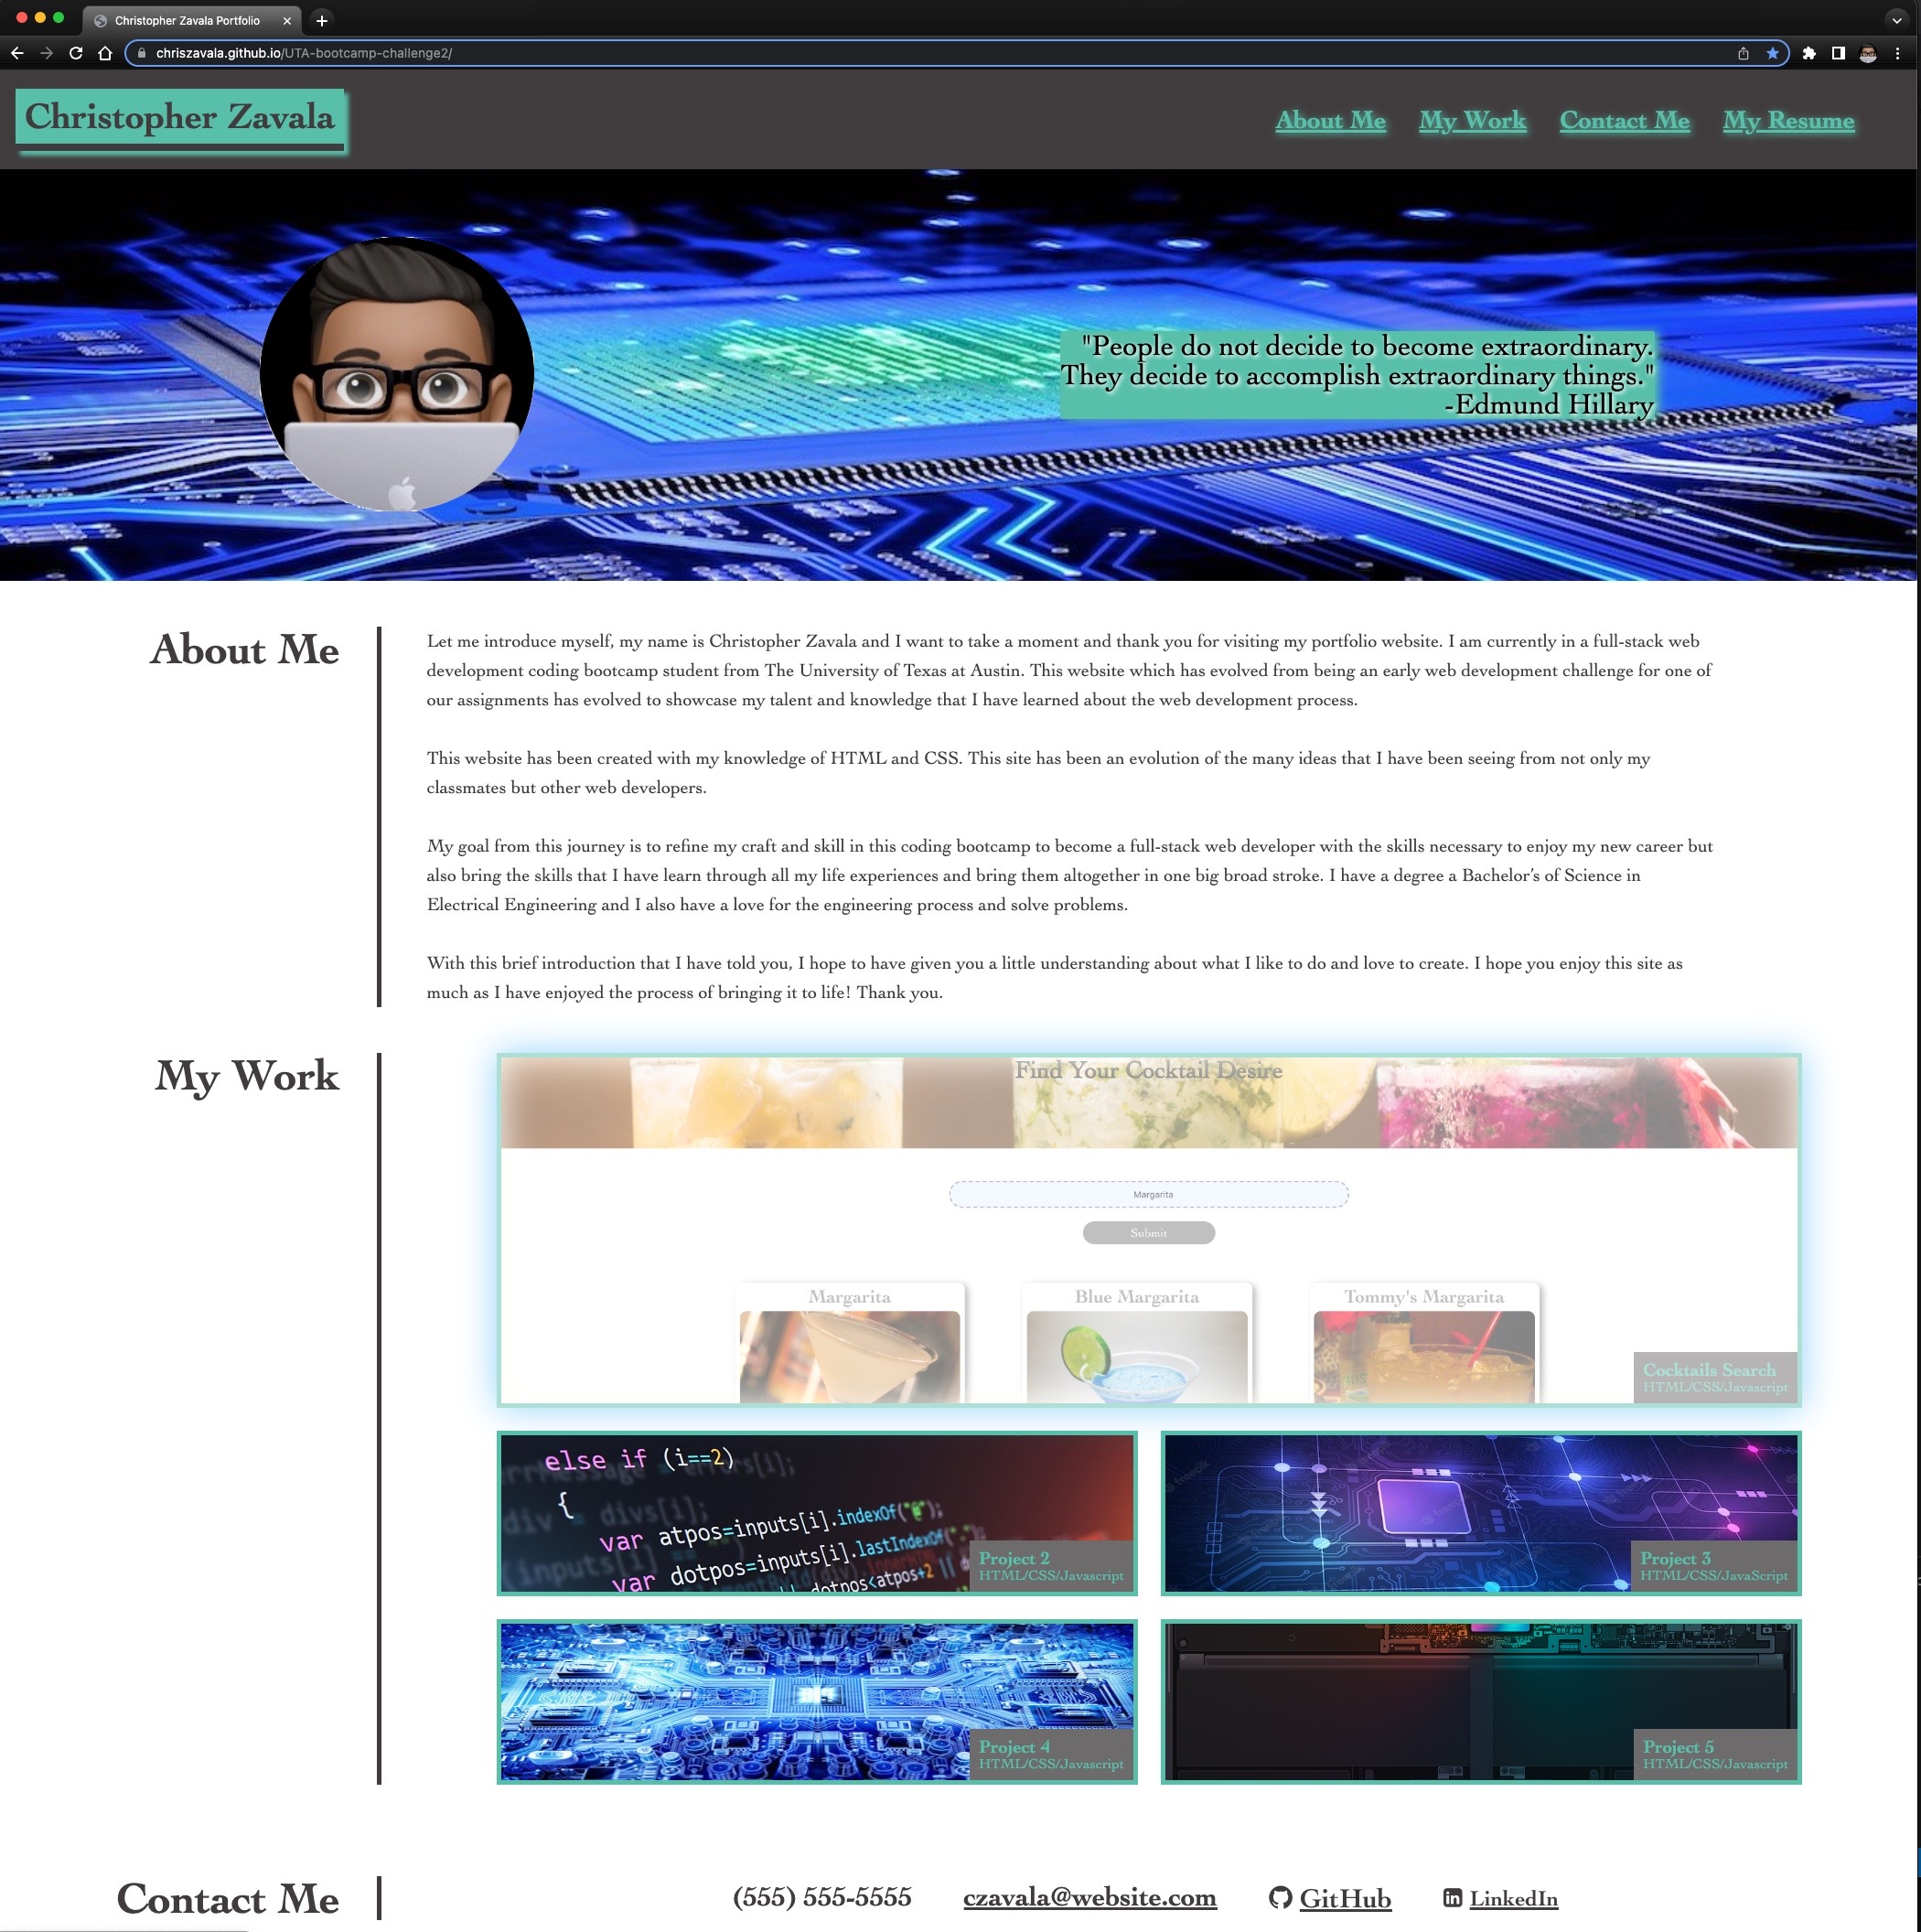 Christopher Zavala Portfolio
chriszavala.github.io/UTA-bootcamp-challenge2/
Christopher Zavala
About Me My Work Contact Me My Resume
"People do not decide to become extraordinary.
They decide to accomplish extraordinary things."
-Edmund Hillary
About Me
Let me introduce myself, my name is Christopher Zavala and I want to take a moment and thank you for visiting my portfolio website. I am currently in a full-stack web
development coding bootcamp student from The University of Texas at Austin. This website which has evolved from being an early web development challenge for one of
our assignments has evolved to showcase my talent and knowledge that I have learned about the web development process.
This website has been created with my knowledge of HTML and CSS. This site has been an evolution of the many ideas that I have been seeing from not only my
classmates but other web developers.
My goal from this journey is to refine my craft and skill in this coding bootcamp to become a full-stack web developer with the skills necessary to enjoy my new career but
also bring the skills that I have learn through all my life experiences and bring them altogether in one big broad stroke. I have a degree a Bachelor’s of Science in
Electrical Engineering and I also have a love for the engineering process and solve problems.
With this brief introduction that I have told you, I hope to have given you a little understanding about what I like to do and love to create. I hope you enjoy this site as
much as I have enjoyed the process of bringing it to life! Thank you.
My Work
Find Your Cocktail Desire
Margarita
Submit
Margarita
Blue Margarita
Tommy's Margarita
Cocktails Search
HTML/CSS/Javascript
else if (i==2)
{
var atpos=inputs[i].indexOf("@");
var dotpos=inputs[i].lastIndexOf(".");
dotpos<atpos+2 ||
Project 2
HTML/CSS/Javascript
Project 3
HTML/CSS/JavaScript
Project 4
HTML/CSS/Javascript
Project 5
HTML/CSS/Javascript
Contact Me
(555) 555-5555 czavala@website.com GitHub LinkedIn